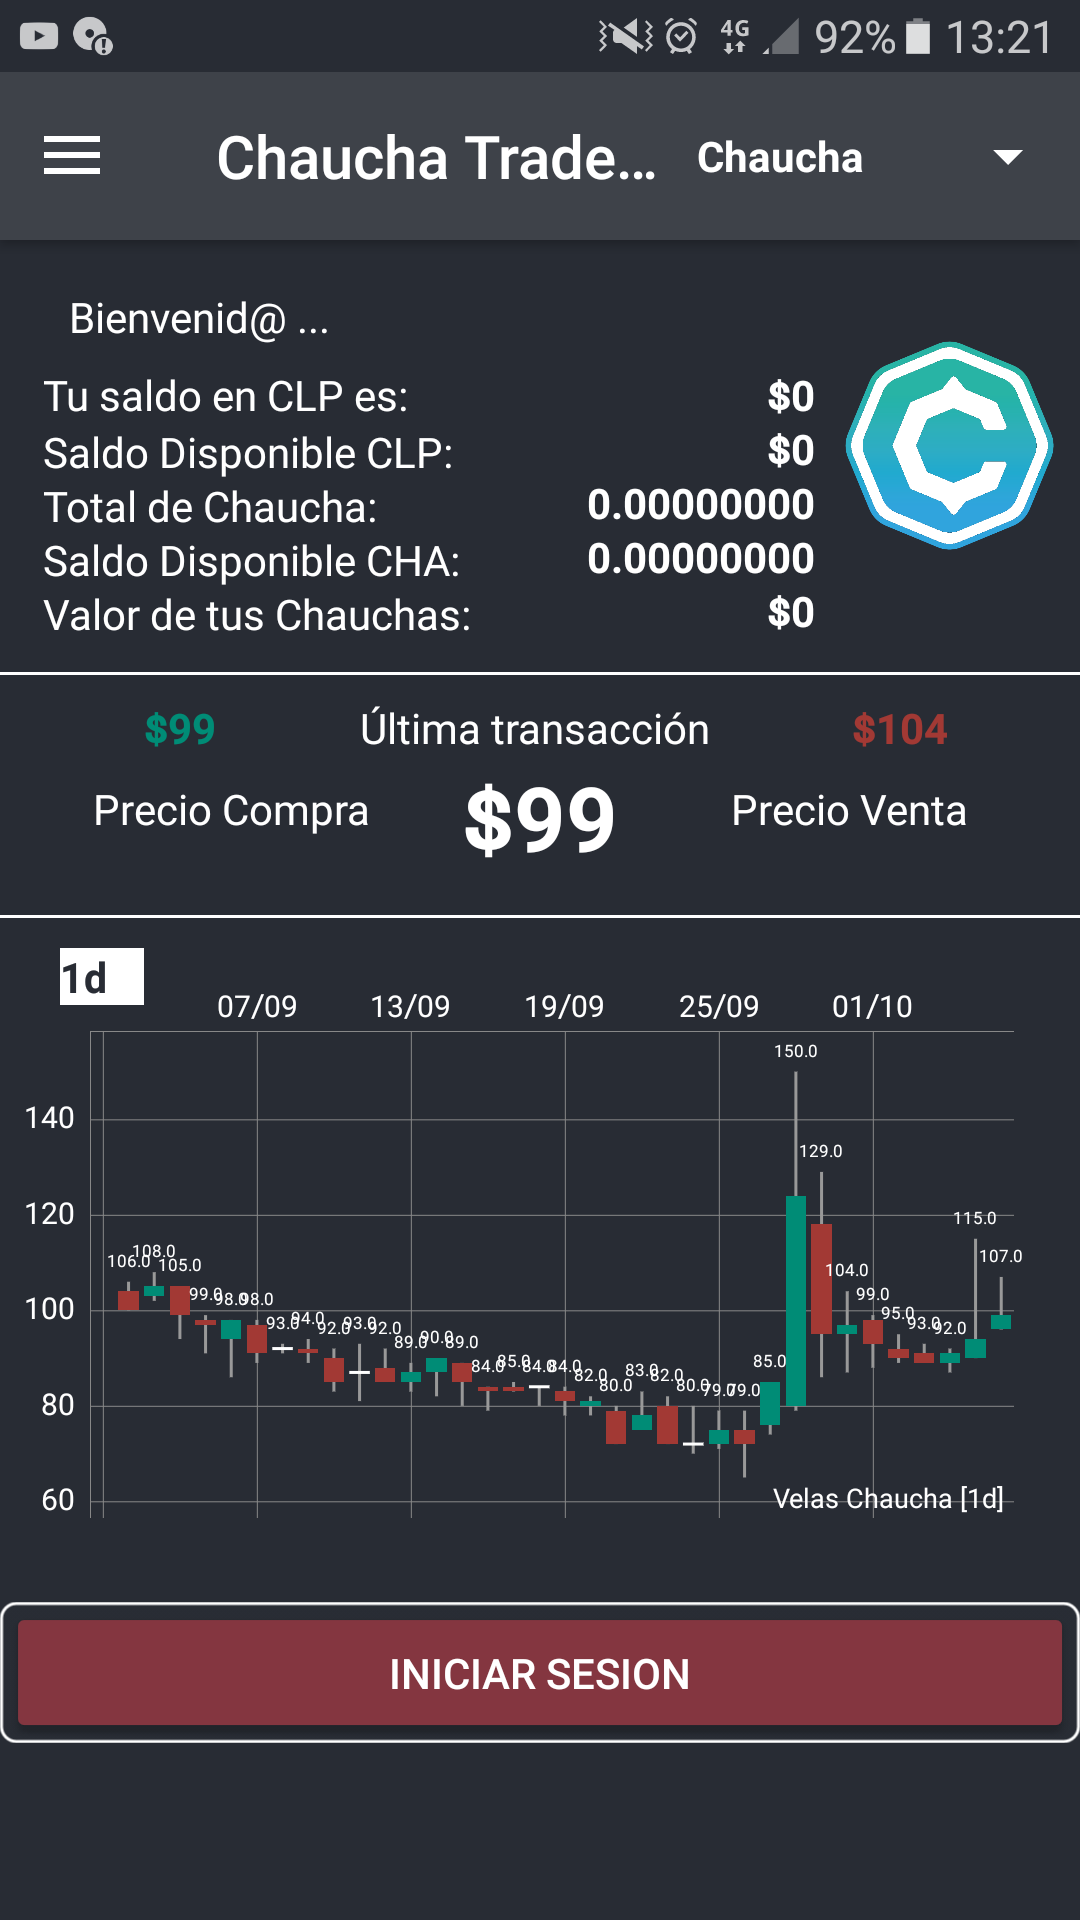 4G 92% 13:21
Chaucha Trade... Chaucha
Bienvenid@ ...
Tu saldo en CLP es: $0
Saldo Disponible CLP: $0
Total de Chaucha: 0.00000000
Saldo Disponible CHA: 0.00000000
Valor de tus Chauchas: $0
$99 Última transacción $104
Precio Compra $99 Precio Venta
1d
07/09 13/09 19/09 25/09 01/10
150.0
140
129.0
120
115.0
108.0
106.0 105.0 107.0
104.0
100
99.0 98.0 98.0 99.0
93.0 94.0 92.0 93.0 92.0 95.0 93.0 92.0
89.0 90.0 89.0
84.0 85.0 84.0 84.0 85.0
82.0 80.0 83.0 82.0 80.0 79.0 79.0
80
60
Velas Chaucha [1d]
INICIAR SESION